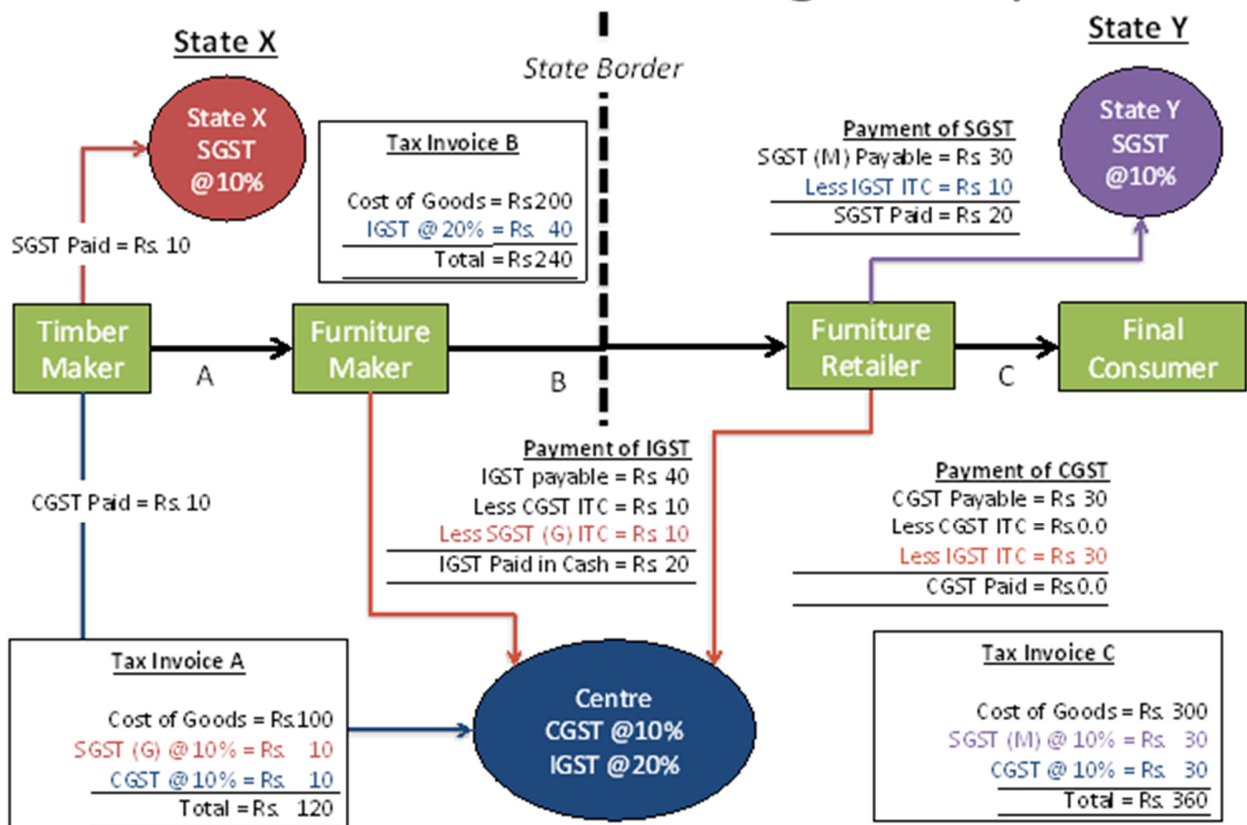 State X
State Y
State Border
State X
SGST
@10%
State Y
SGST
@10%
Tax Invoice B
Cost of Goods = Rs200
IGST @ 20% = Rs. 40
Total = Rs240
Payment of SGST
SGST (M) Payable = Rs. 30
Less IGST ITC = Rs. 10
SGST Paid = Rs. 20
SGST Paid = Rs. 10
Timber
Maker
A
Furniture
Maker
B
Furniture
Retailer
C
Final
Consumer
CGST Paid = Rs. 10
Payment of IGST
IGST payable = Rs. 40
Less CGST ITC = Rs. 10
Less SGST (G) ITC = Rs. 10
IGST Paid in Cash = Rs. 20
Payment of CGST
CGST Payable = Rs. 30
Less CGST ITC = Rs.0.0
Less IGST ITC = Rs. 30
CGST Paid = Rs.0.0
Tax Invoice A
Cost of Goods = Rs.100
SGST (G) @ 10% = Rs. 10
CGST @ 10% = Rs. 10
Total = Rs. 120
Centre
CGST @10%
IGST @20%
Tax Invoice C
Cost of Goods = Rs. 300
SGST (M) @ 10% = Rs. 30
CGST @ 10% = Rs. 30
Total = Rs. 360